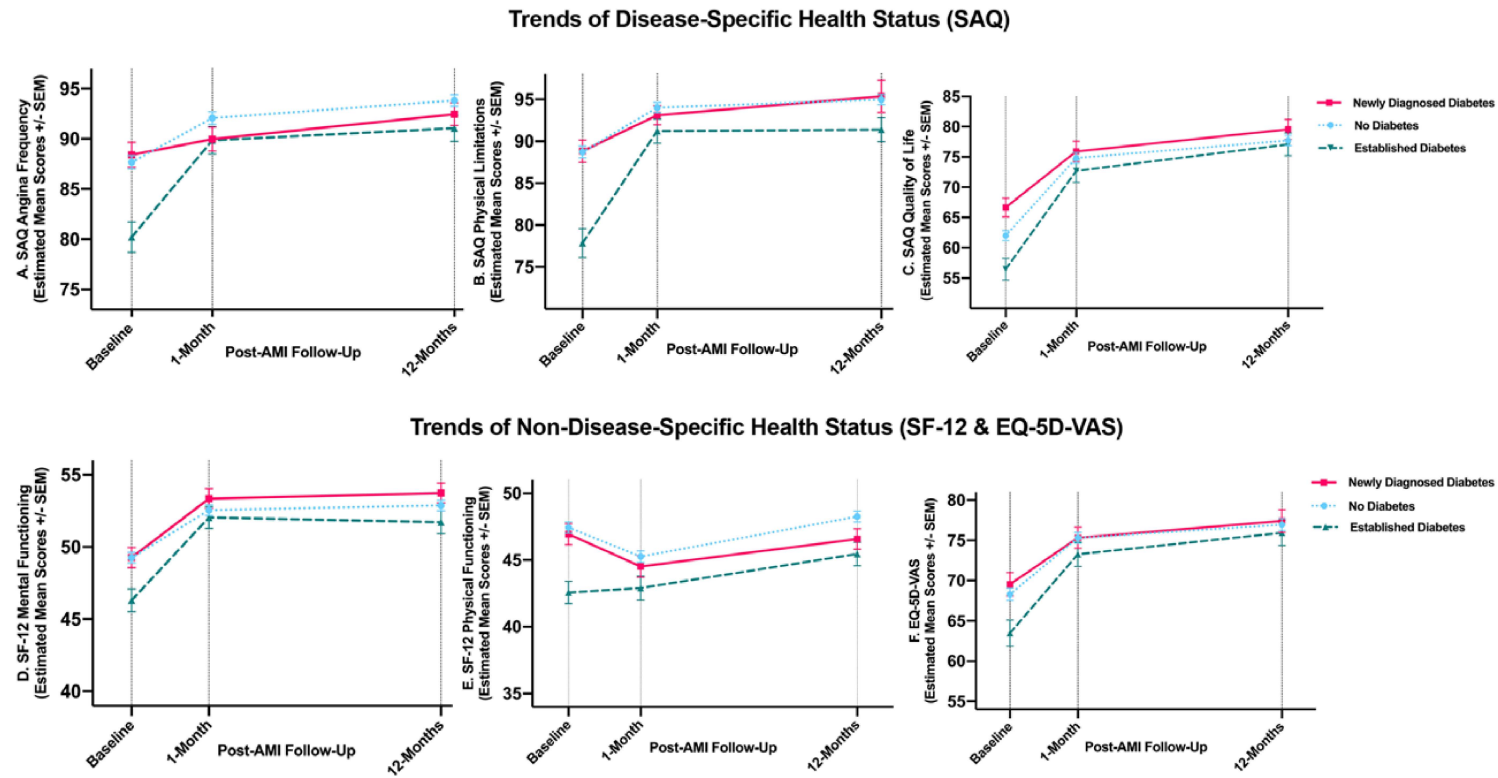 Trends of Disease-Specific Health Status (SAQ)
A. SAQ Angina Frequency
(Estimated Mean Scores +/- SEM)
95
90
85
80
75
Baseline
1-Month
12-Months
Post-AMI Follow-Up
B. SAQ Physical Limitations
(Estimated Mean Scores +/- SEM)
95
90
95
80
75
Baseline
1-Month
12-Months
Post-AMI Follow-Up
C. SAQ Quality of Life
(Estimated Mean Scores +/- SEM)
85
80
75
70
65
60
55
Baseline
1-Month
12-Months
Post-AMI Follow-Up
Newly Diagnosed Diabetes
No Diabetes
Established Diabetes
Trends of Non-Disease-Specific Health Status (SF-12 & EQ-5D-VAS)
D. SF-12 Mental Functioning
(Estimated Mean Scores +/- SEM)
55
50
45
40
Baseline
1-Month
12-Months
Post-AMI Follow-Up
E. SF-12 Physical Functioning
(Estimated Mean Scores +/- SEM)
50
45
40
35
Baseline
1-Month
12-Months
Post-AMI Follow-Up
F. EQ-5D-VAS
(Estimated Mean Scores +/- SEM)
80
75
70
65
60
55
Baseline
1-Month
12-Months
Post-AMI Follow-Up
Newly Diagnosed Diabetes
No Diabetes
Established Diabetes